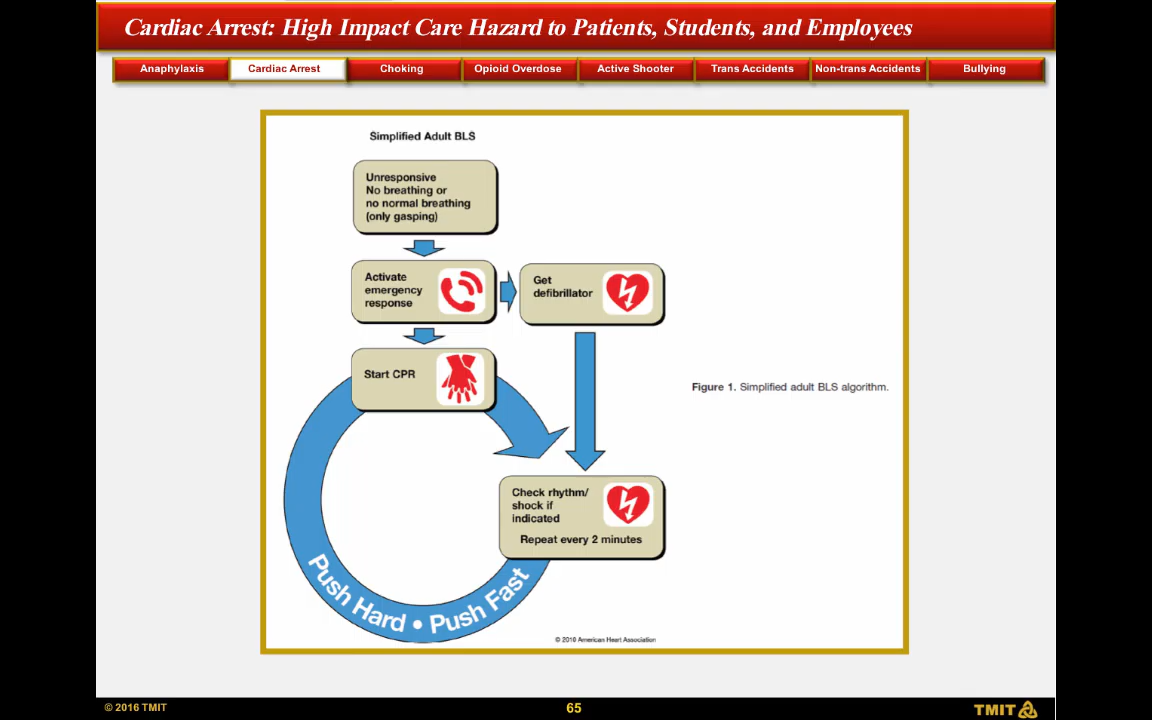 Cardiac Arrest: High Impact Care Hazard to Patients, Students, and Employees
Anaphylaxis
Cardiac Arrest
Choking
Opioid Overdose
Active Shooter
Trans Accidents
Non-trans Accidents
Bullying
Simplified Adult BLS
Unresponsive
No breathing or
no normal breathing
(only gasping)
Activate
emergency
response
Get
defibrillator
Start CPR
Figure 1. Simplified adult BLS algorithm.
Check rhythm/
shock if
indicated
Repeat every 2 minutes
Push Hard • Push Fast
© 2010 American Heart Association
© 2016 TMIT
65
TMIT